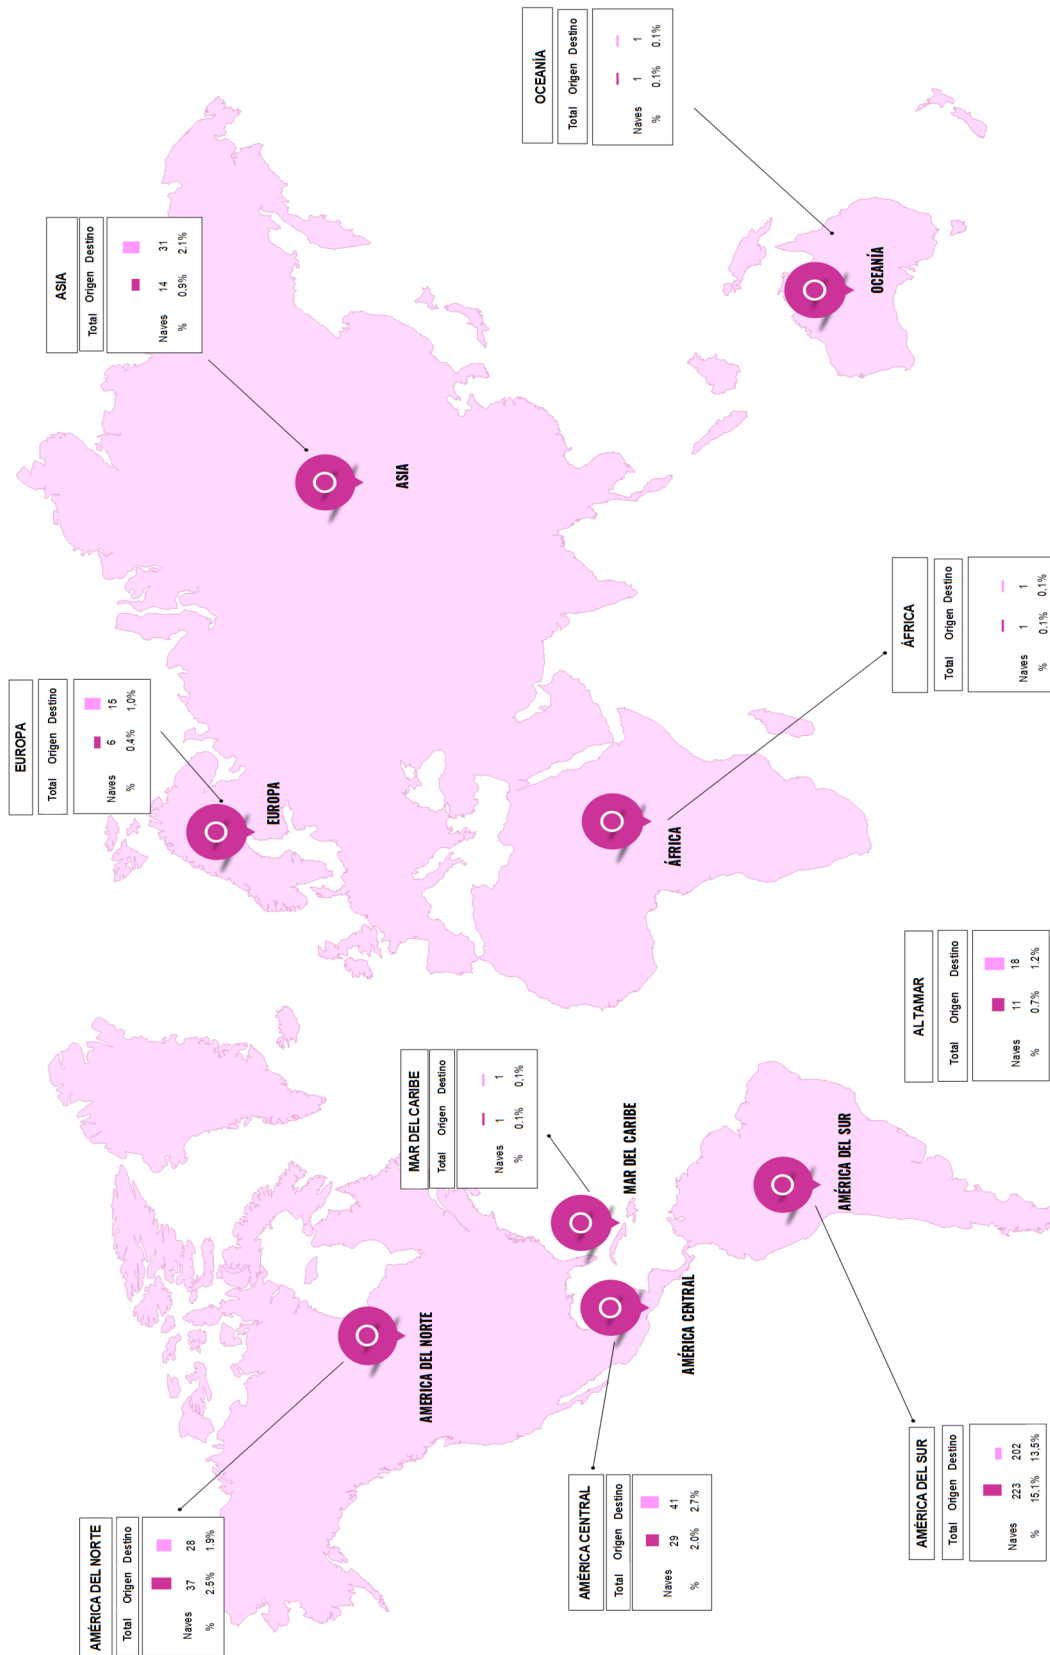 AMÉRICA DEL NORTE
Total Origen Destino
Naves 37 28
% 2.5% 1.9%
EUROPA
Total Origen Destino
Naves 6 15
% 0.4% 1,0%
ASIA
Total Origen Destino
Naves 14 31
% 0,9% 2.1%
EUROPA
ASIA
AMERICA DEL NORTE
MAR DEL CARIBE
Total Origen Destino
Naves 1 1
% 0.1% 0,1%
OCEANÍA
Total Origen Destino
Naves 1 1
% 0.1% 0.1%
AMÉRICA CENTRAL
Total Origen Destino
Naves 29 41
% 2.0% 2.7%
MAR DEL CARIBE
AMÉRICA CENTRAL
ÁFRICA
AMÉRICA DEL SUR
OCEANÍA
AMÉRICA DEL SUR
Total Origen Destino
Naves 223 202
% 15,1% 13,5%
ALTAMAR
Total Origen Destino
Naves 11 18
% 0.7% 1.2%
ÁFRICA
Total Origen Destino
Naves 1 1
% 0.1% 0,1%